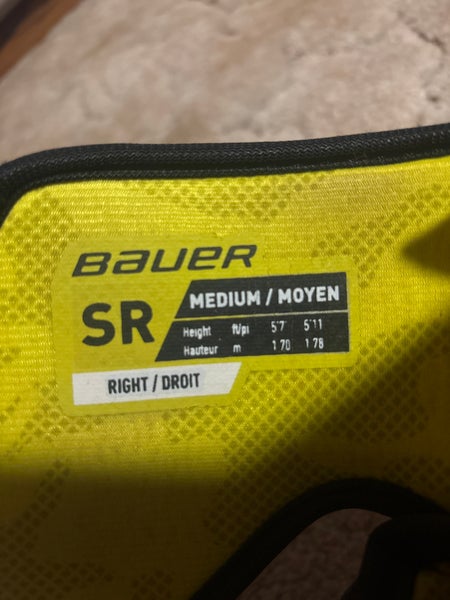 BAUER
SR
MEDIUM / MOYEN
Height ft/pi 5'7 5'11
Hauteur m 1.70 1.78
RIGHT / DROIT